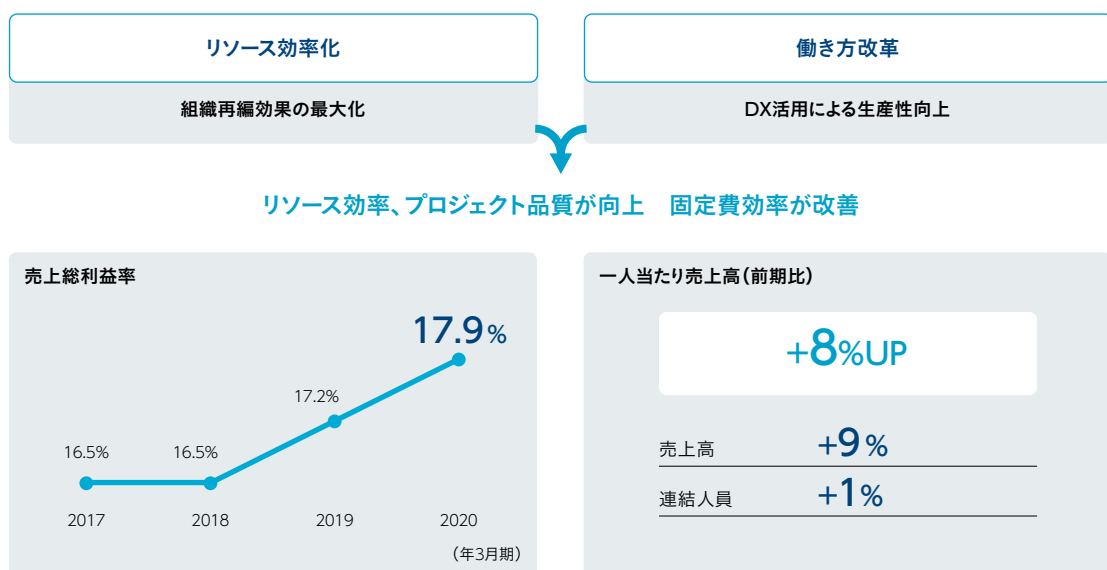 リソース効率化
組織再編効果の最大化
働き方改革
DX活用による生産性向上
リソース効率、プロジェクト品質が向上　固定費効率が改善
売上総利益率
16.5%
16.5%
17.2%
17.9%
2017
2018
2019
2020
（年3月期）
一人当たり売上高（前期比）
+8%UP
売上高 +9%
連結人員 +1%